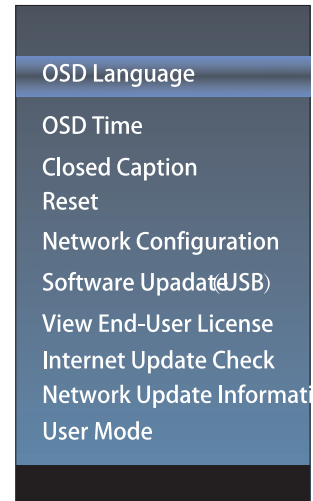 OSD Language
OSD Time
Closed Caption
Reset
Network Configuration
Software Upadate(USB)
View End-User License
Internet Update Check
Network Update Informati
User Mode